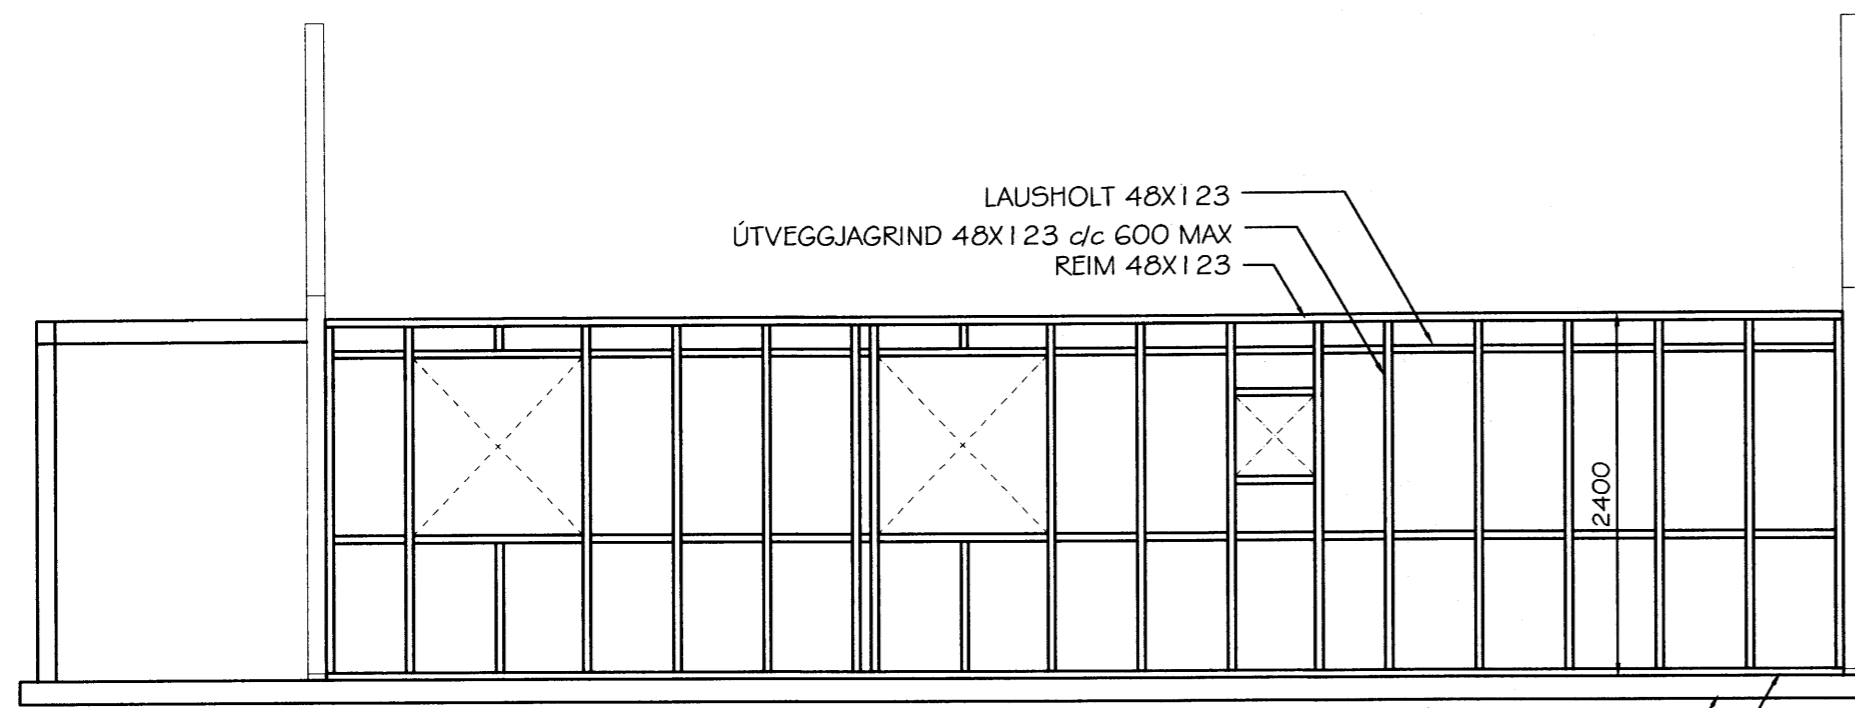 LAUSHOLT 48X123
ÚTVEGGJAGRIND 48X123 c/c 600 MAX
REIM 48X123
2400